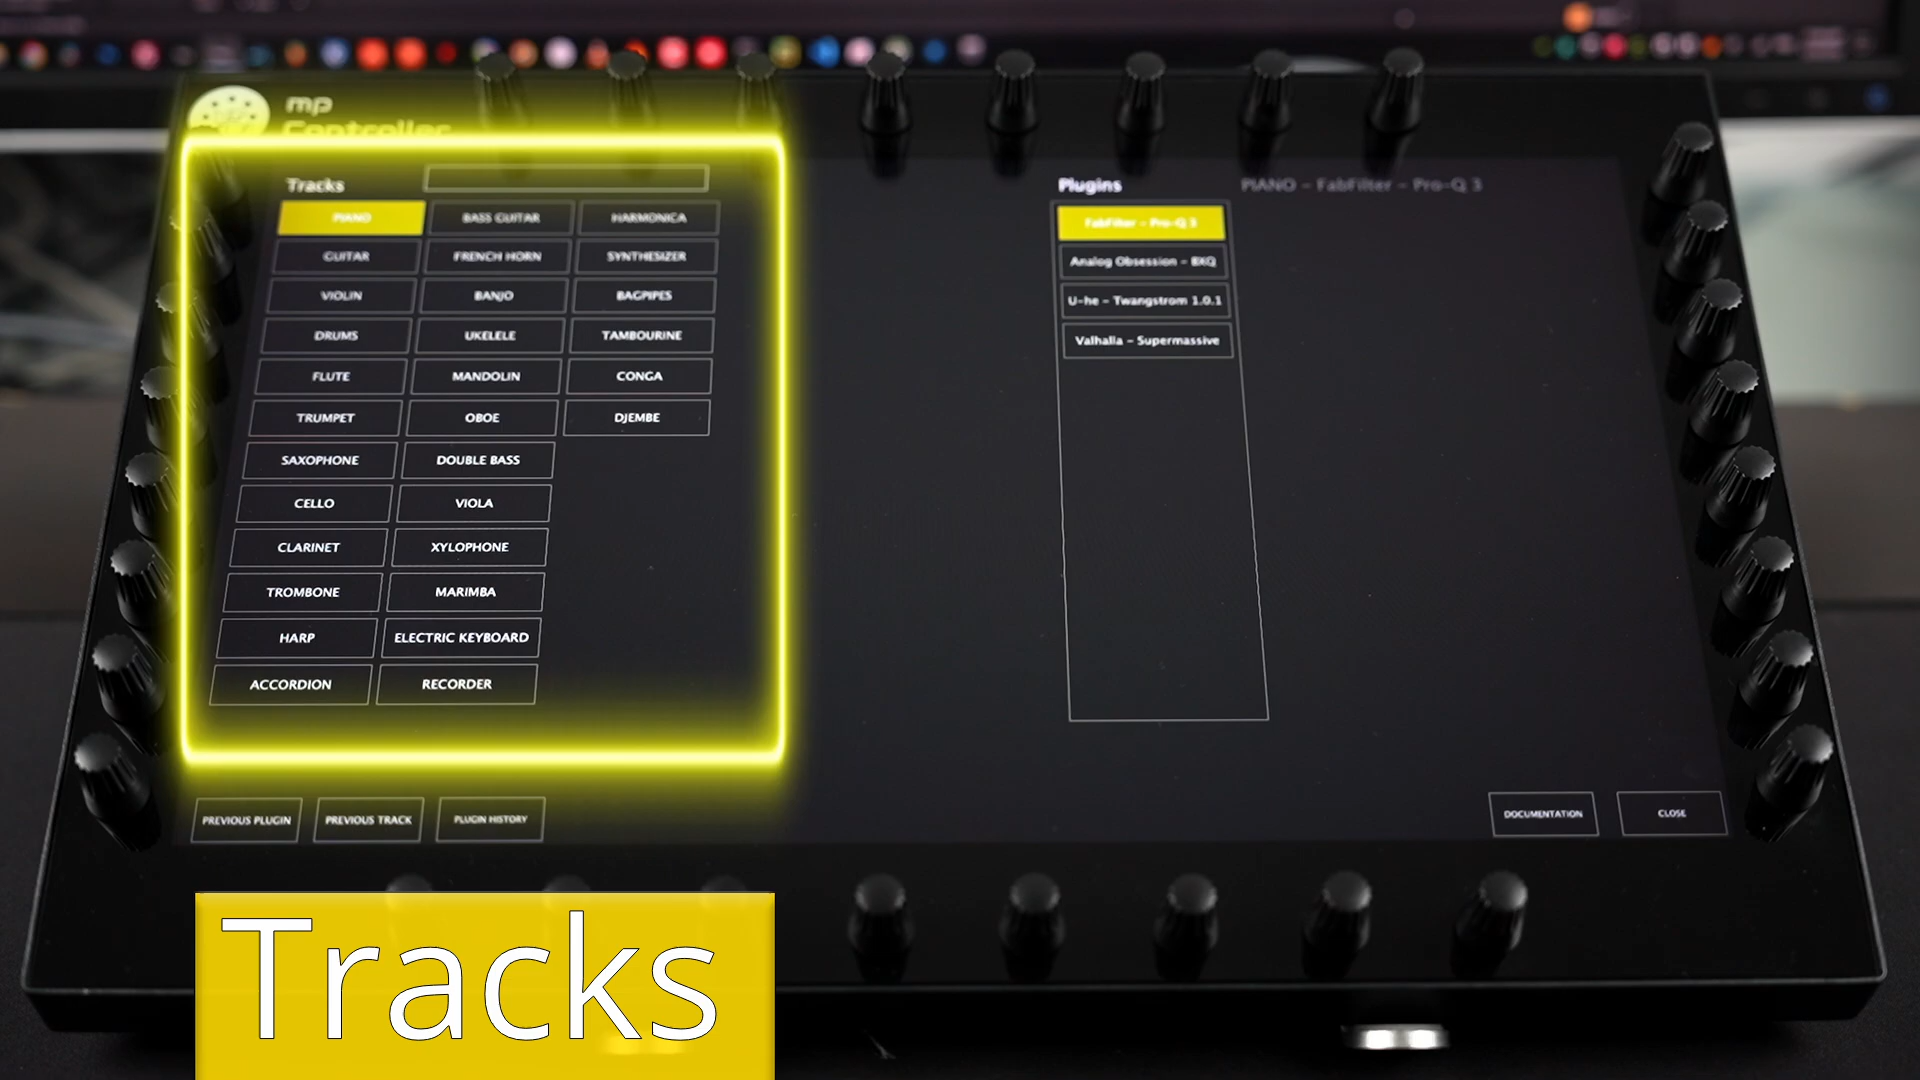 mp
Controller
Tracks
PIANO BASS GUITAR HARMONICA
GUITAR FRENCH HORN SYNTHESIZER
VIOLIN BANJO BAGPIPES
DRUMS UKELELE TAMBOURINE
FLUTE MANDOLIN CONGA
TRUMPET OBOE DJEMBE
SAXOPHONE DOUBLE BASS
CELLO VIOLA
CLARINET XYLOPHONE
TROMBONE MARIMBA
HARP ELECTRIC KEYBOARD
ACCORDION RECORDER
Plugins PIANO - FabFilter - Pro-Q 3
FabFilter - Pro-Q 3
Analog Obsession - BXQ
U-he - Twangstrom 1.0.1
Valhalla - Supermassive
PREVIOUS PLUGIN PREVIOUS TRACK PLUGIN HISTORY
DOCUMENTATION CLOSE
Tracks